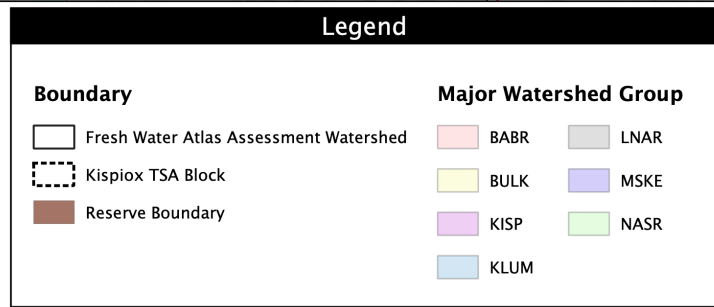 Legend
Boundary
Fresh Water Atlas Assessment Watershed
Kispiox TSA Block
Reserve Boundary
Major Watershed Group
BABR
BULK
KISP
KLUM
LNAR
MSKE
NASR